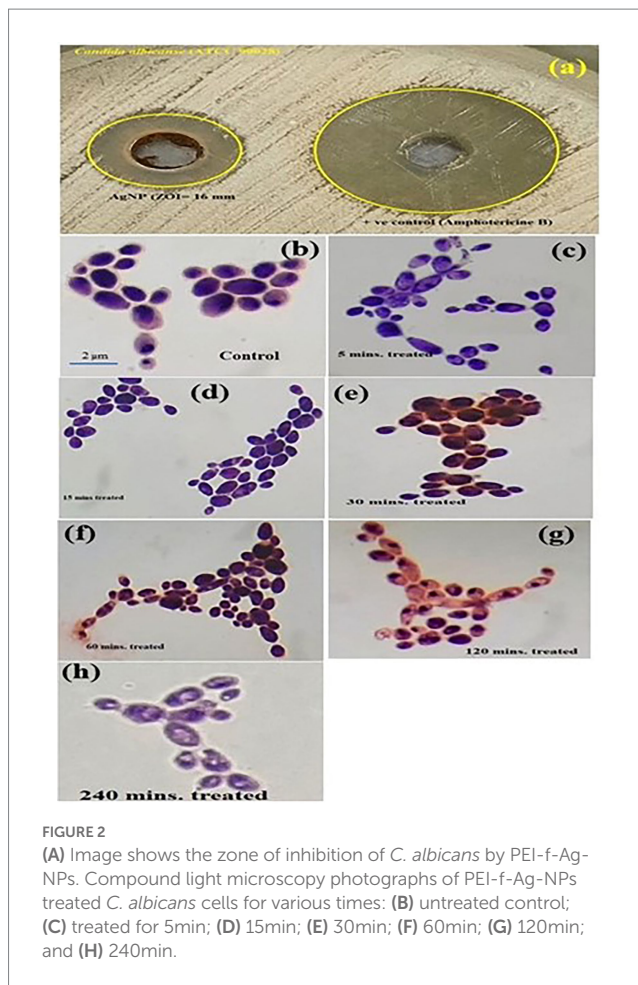 Candida albicanse (ATCC 90028)
(a)
AgNP (ZOI= 16 mm
+ ve control (Amphotericine B)
(b)
(c)
2 µm
Control
5 mins. treated
(d)
(e)
15 mins treated
30 mins. treated
(f)
(g)
60 mins. treated
120 mins. treated
(h)
240 mins. treated
FIGURE 2
(A) Image shows the zone of inhibition of C. albicans by PEI-f-Ag-
NPs. Compound light microscopy photographs of PEI-f-Ag-NPs
treated C. albicans cells for various times: (B) untreated control;
(C) treated for 5min; (D) 15min; (E) 30min; (F) 60min; (G) 120min;
and (H) 240min.